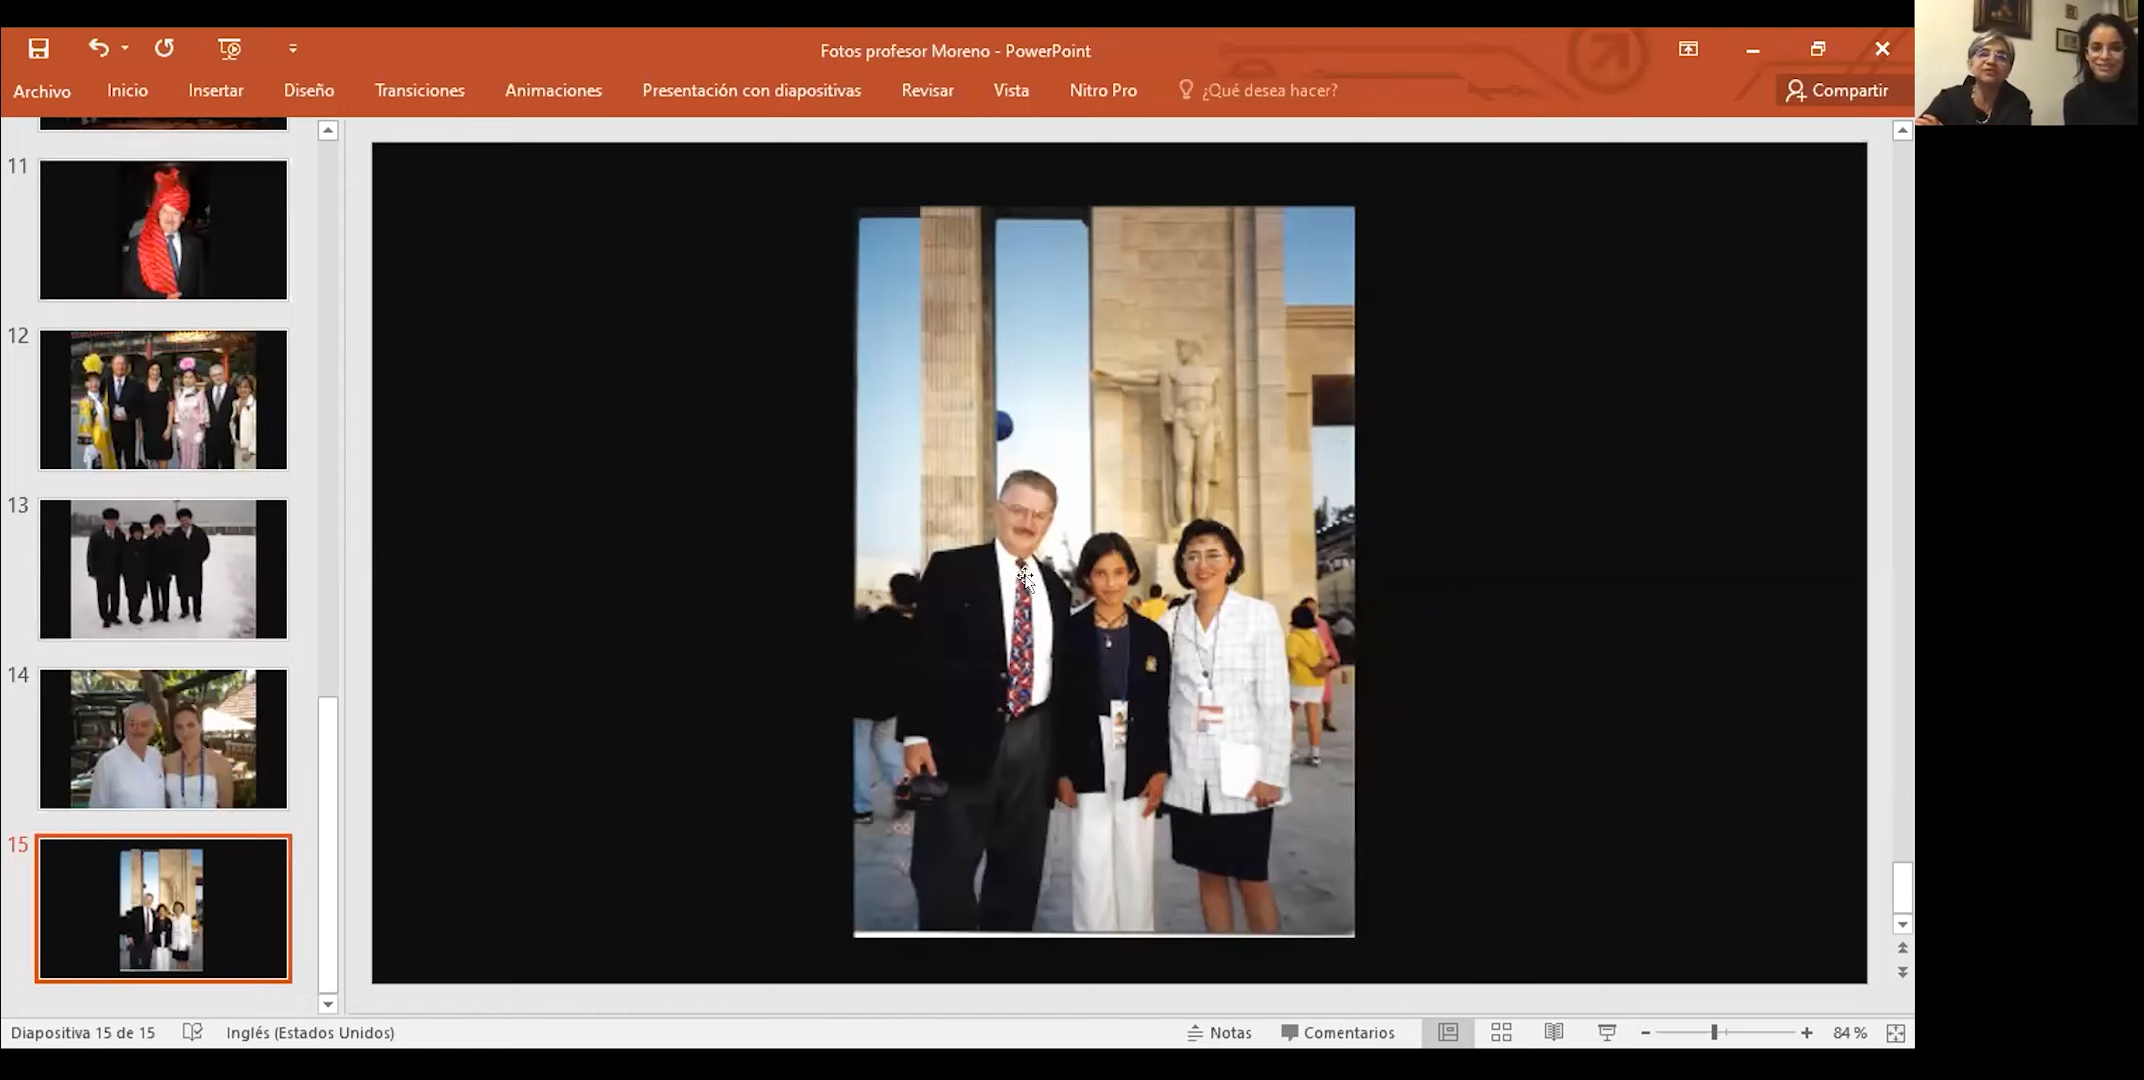 Fotos profesor Moreno - PowerPoint
Archivo Inicio Insertar Diseño Transiciones Animaciones Presentación con diapositivas Revisar Vista Nitro Pro ¿Qué desea hacer? Compartir
11
12
13
14
15
Diapositiva 15 de 15 Inglés (Estados Unidos) Notas Comentarios 84 %